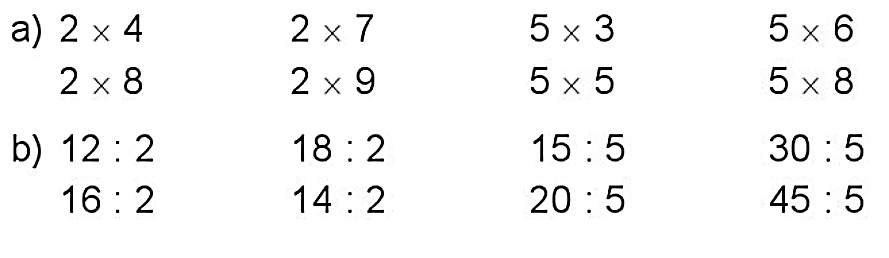 a) 2 × 4 2 × 7 5 × 3 5 × 6
2 × 8 2 × 9 5 × 5 5 × 8
b) 12 : 2 18 : 2 15 : 5 30 : 5
16 : 2 14 : 2 20 : 5 45 : 5